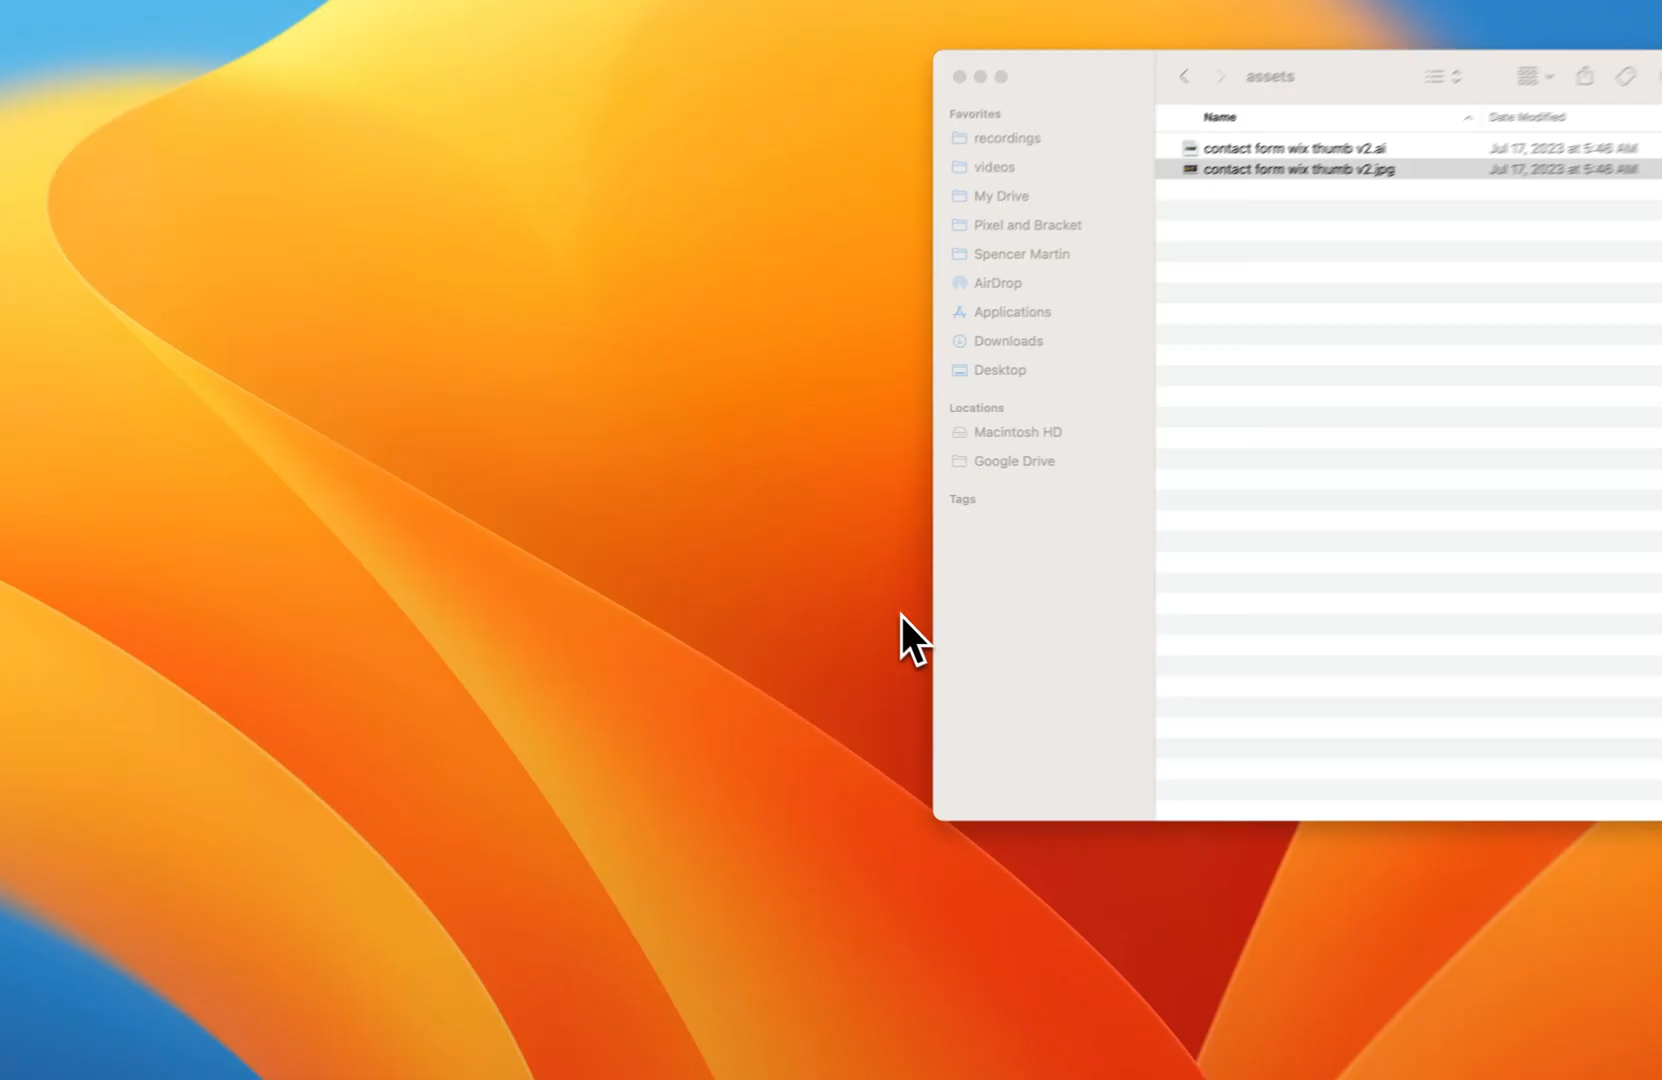 assets
Favorites
recordings
videos
My Drive
Pixel and Bracket
Spencer Martin
AirDrop
Applications
Downloads
Desktop
Locations
Macintosh HD
Google Drive
Tags
Name Date Modified
contact form wix thumb v2.ai Jul 17, 2023 at 5:46 AM
contact form wix thumb v2.jpg Jul 17, 2023 at 5:46 AM